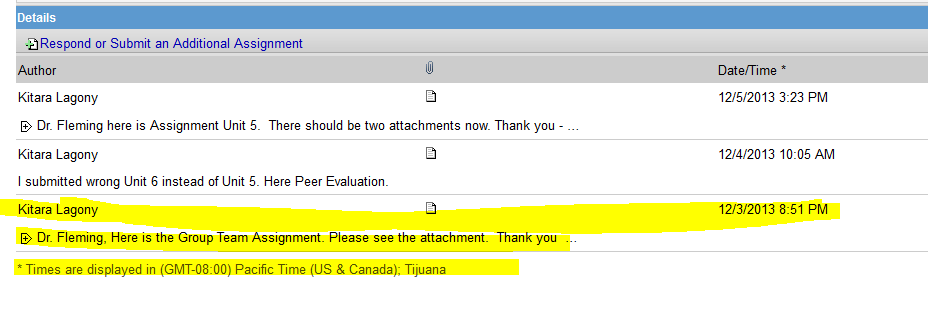 Details
Respond or Submit an Additional Assignment
Author Date/Time *
Kitara Lagony 12/5/2013 3:23 PM
Dr. Fleming here is Assignment Unit 5. There should be two attachments now. Thank you - ...
Kitara Lagony 12/4/2013 10:05 AM
I submitted wrong Unit 6 instead of Unit 5. Here Peer Evaluation.
Kitara Lagony 12/3/2013 8:51 PM
Dr. Fleming, Here is the Group Team Assignment. Please see the attachment. Thank you ...
* Times are displayed in (GMT-08:00) Pacific Time (US & Canada); Tijuana